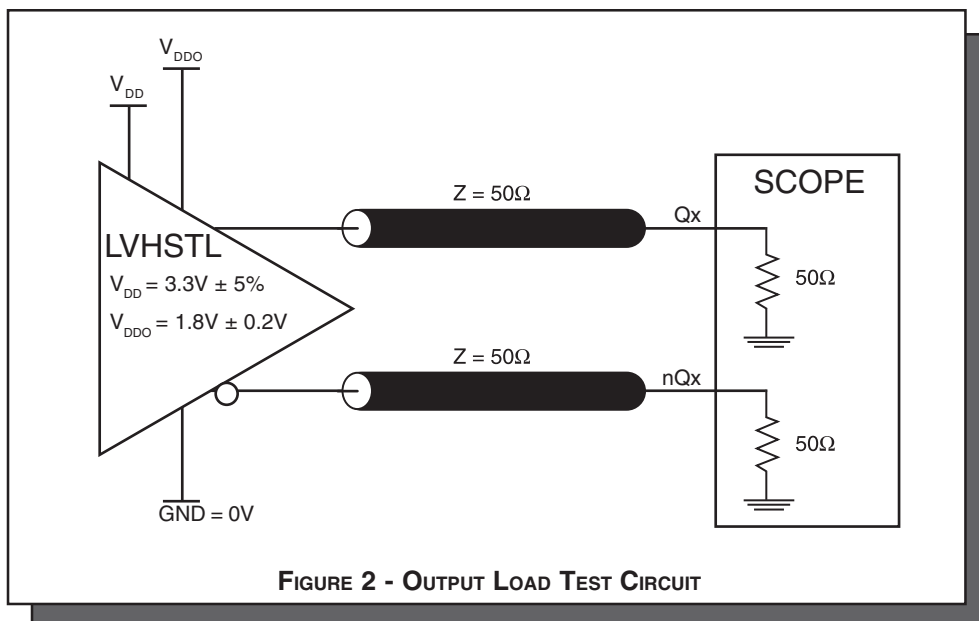 V_DDO
V_DD
Z = 50Ω
SCOPE
Qx
LVHSTL
V_DD = 3.3V ± 5%
50Ω
V_DDO = 1.8V ± 0.2V
Z = 50Ω
nQx
50Ω
GND = 0V
FIGURE 2 - OUTPUT LOAD TEST CIRCUIT